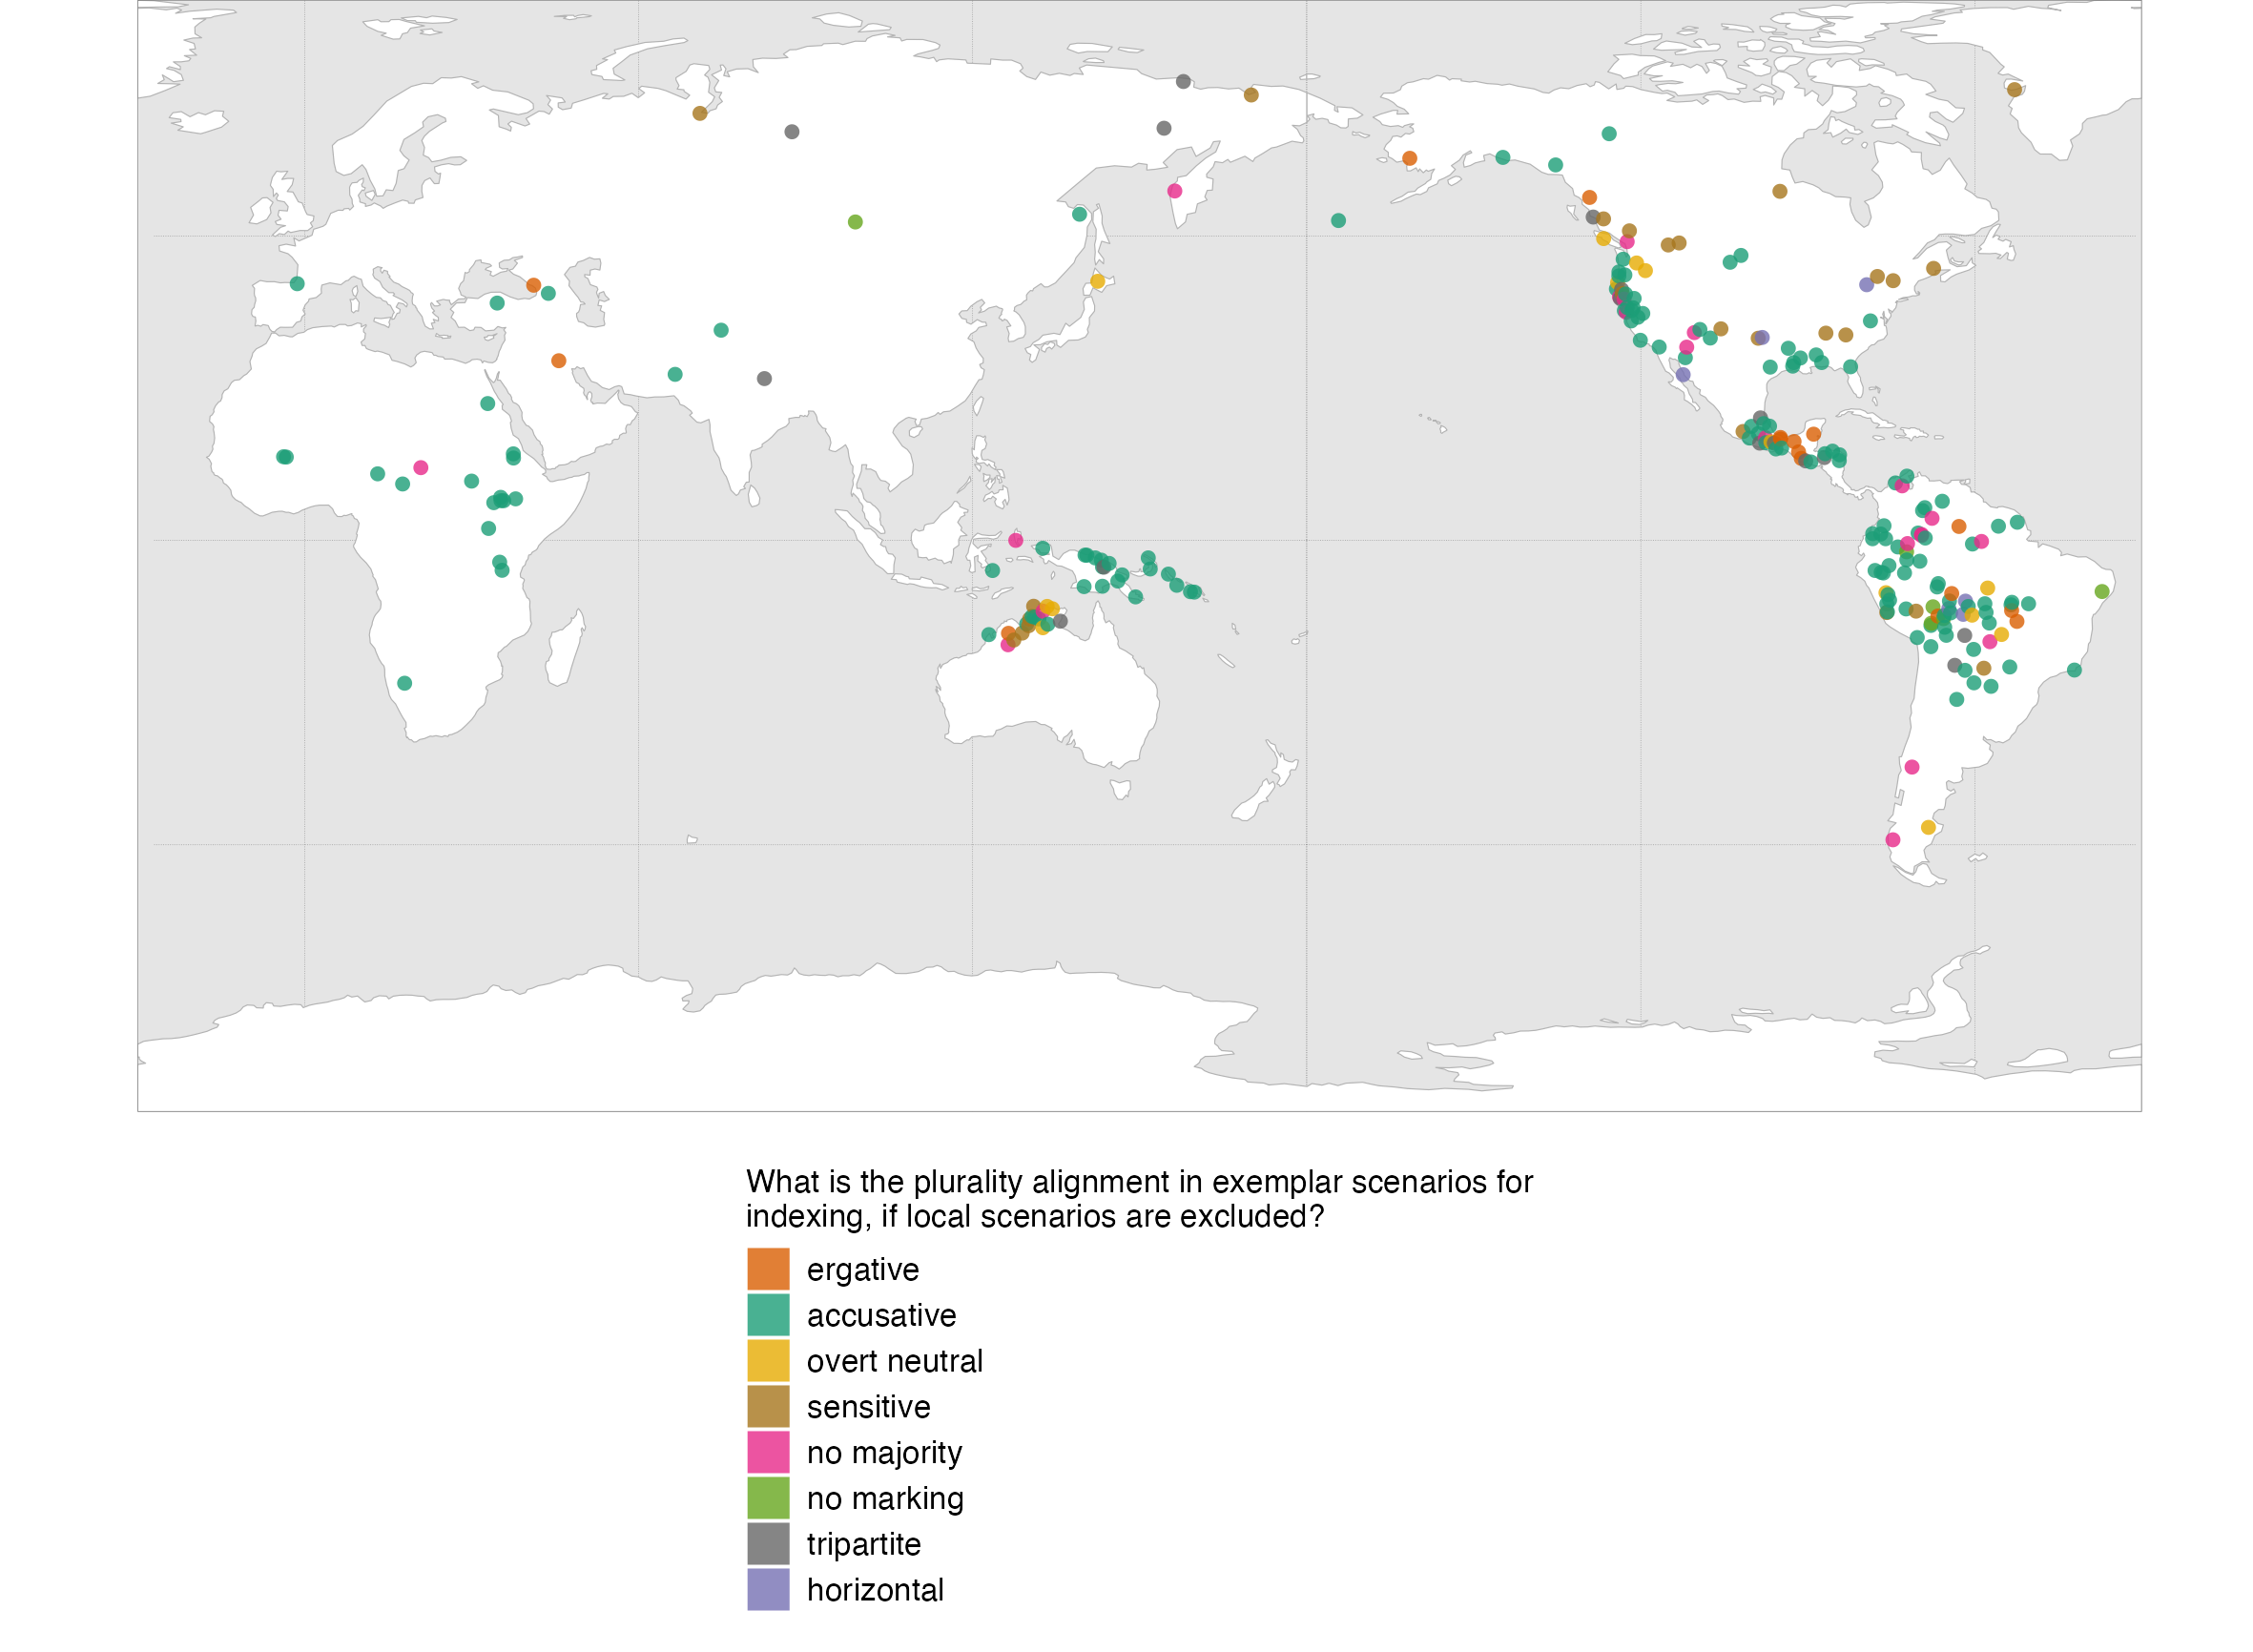 What is the plurality alignment in exemplar scenarios for
indexing, if local scenarios are excluded?
ergative
accusative
overt neutral
sensitive
no majority
no marking
tripartite
horizontal